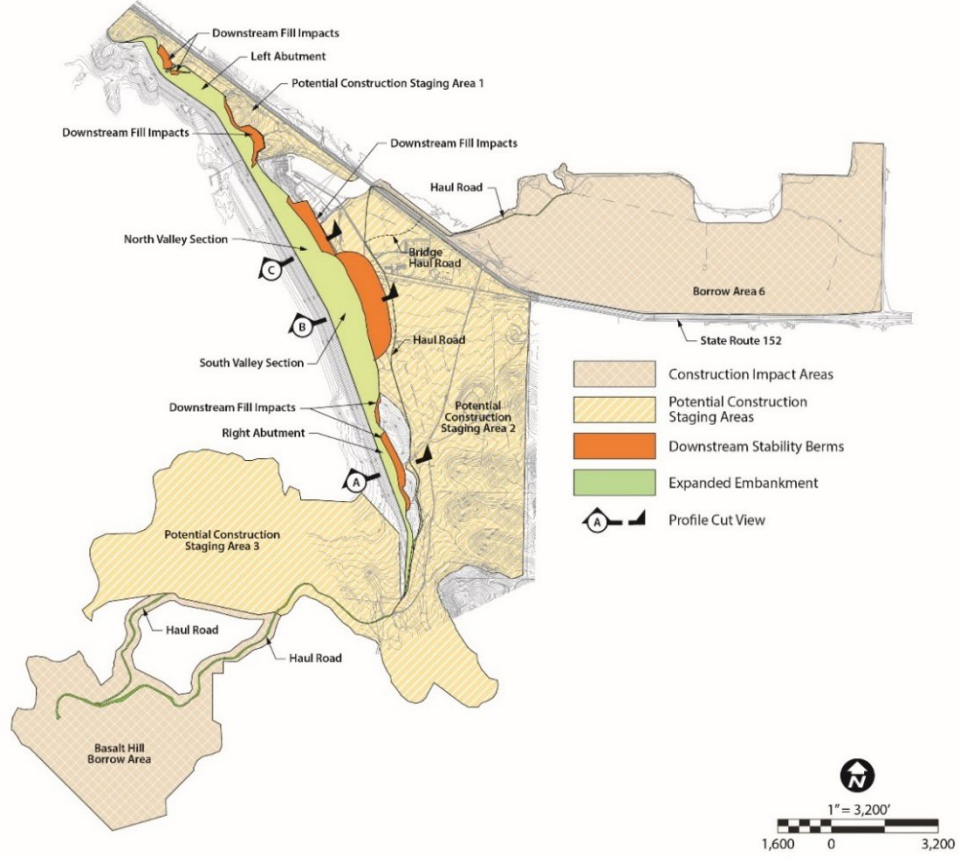 Downstream Fill Impacts
Left Abutment
Potential Construction Staging Area 1
Downstream Fill Impacts
Downstream Fill Impacts
Haul Road
North Valley Section
Bridge
Haul Road
C
Borrow Area 6
B
State Route 152
Haul Road
South Valley Section
Construction Impact Areas
Potential Construction
Staging Areas
Downstream Fill Impacts
Potential
Construction
Staging Area 2
Right Abutment
Downstream Stability Berms
A
Expanded Embankment
A
Profile Cut View
Potential Construction
Staging Area 3
Haul Road
Haul Road
Basalt Hill
Borrow Area
N
1" = 3,200'
1,600 0 3,200